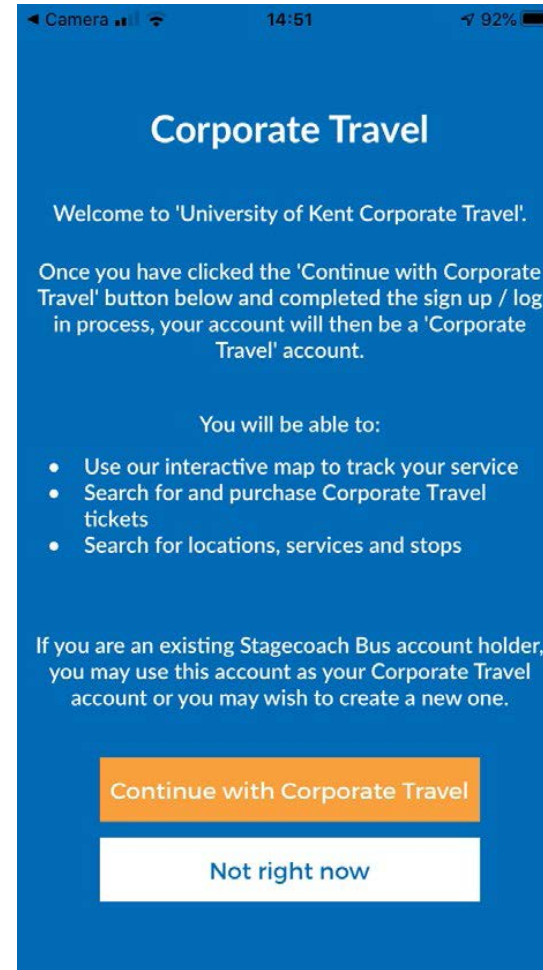 ◀ Camera 14:51 92%
Corporate Travel
Welcome to 'University of Kent Corporate Travel'.
Once you have clicked the 'Continue with Corporate
Travel' button below and completed the sign up / log
in process, your account will then be a 'Corporate
Travel' account.
You will be able to:
• Use our interactive map to track your service
• Search for and purchase Corporate Travel
tickets
• Search for locations, services and stops
If you are an existing Stagecoach Bus account holder,
you may use this account as your Corporate Travel
account or you may wish to create a new one.
Continue with Corporate Travel
Not right now